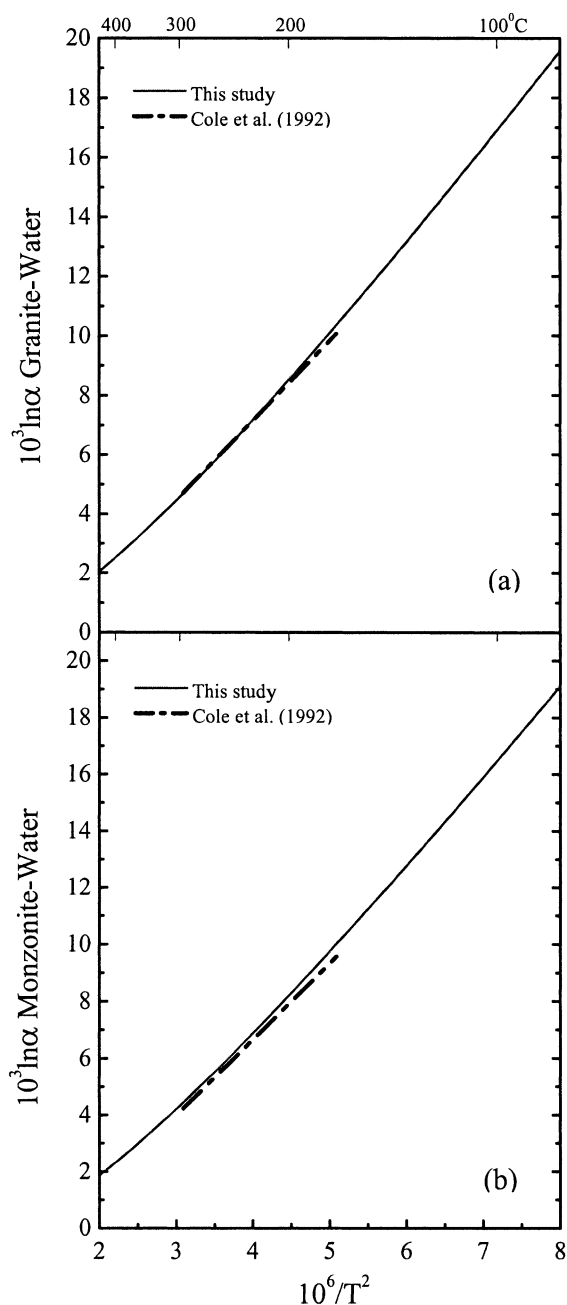 400 300 200 100⁰C
20
18
16
14
12
10
8
6
4
2
0
10³lnα Granite-Water
This study
Cole et al. (1992)
(a)
20
18
16
14
12
10
8
6
4
2
0
10³lnα Monzonite-Water
This study
Cole et al. (1992)
(b)
2 3 4 5 6 7 8
10⁶/T²